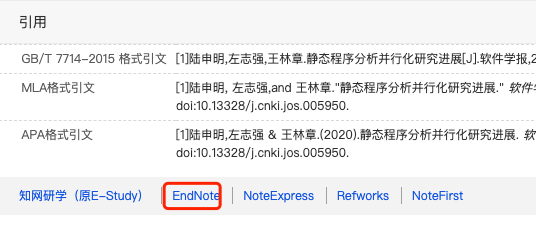 引用
GB/T 7714-2015 格式引文 [1]陆申明,左志强,王林章.静态程序分析并行化研究进展[J].软件学报,2
MLA格式引文 [1]陆申明, 左志强,and 王林章."静态程序分析并行化研究进展." 软件
doi:10.13328/j.cnki.jos.005950.
APA格式引文 [1]陆申明,左志强 & 王林章.(2020).静态程序分析并行化研究进展.
doi:10.13328/j.cnki.jos.005950.
知网研学（原E-Study） EndNote NoteExpress Refworks NoteFirst